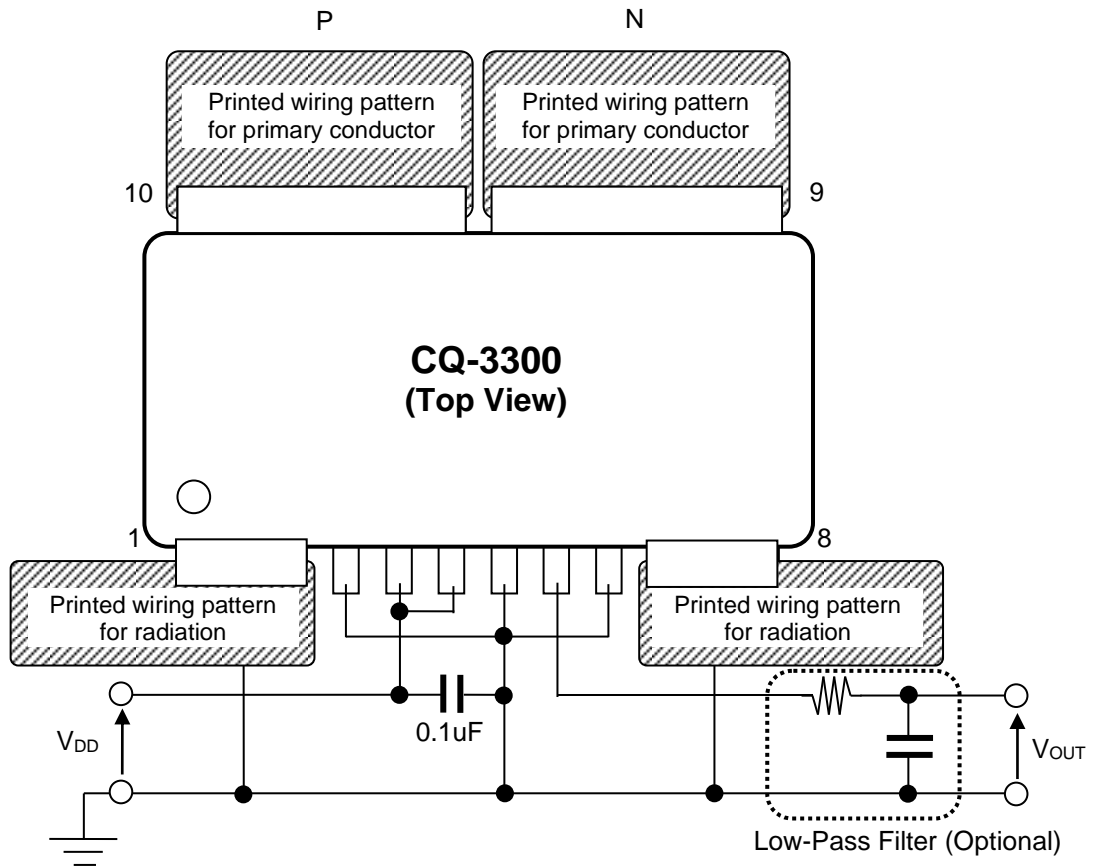 P
N
Printed wiring pattern
for primary conductor
Printed wiring pattern
for primary conductor
10
9
CQ-3300
(Top View)
1
8
Printed wiring pattern
for radiation
Printed wiring pattern
for radiation
0.1uF
VDD
VOUT
Low-Pass Filter (Optional)